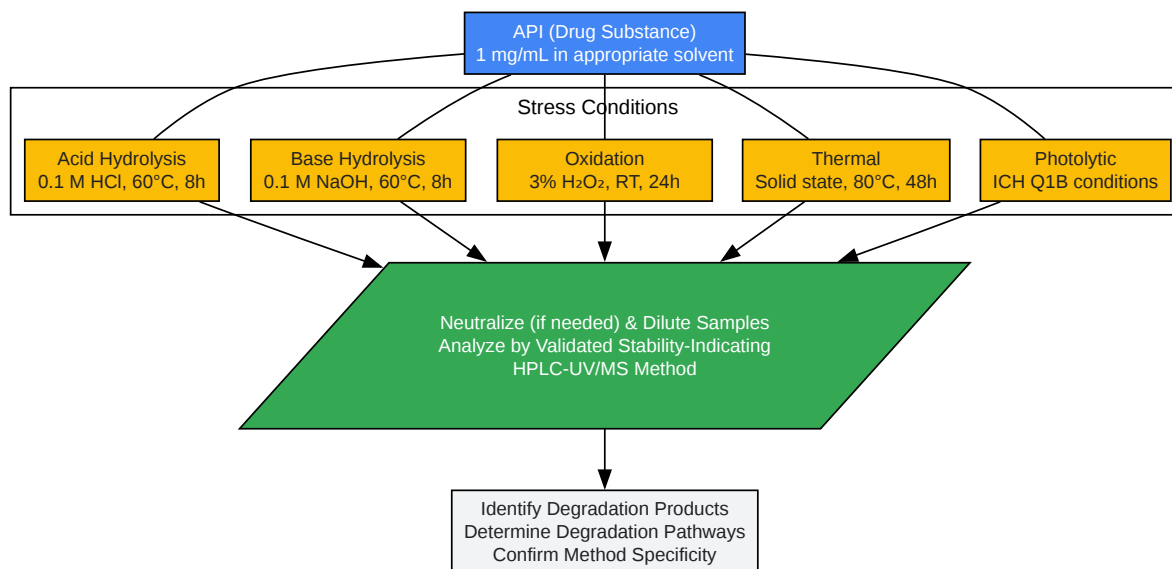 API (Drug Substance)
1 mg/mL in appropriate solvent
Stress Conditions
Acid Hydrolysis
0.1 M HCl, 60°C, 8h
Base Hydrolysis
0.1 M NaOH, 60°C, 8h
Oxidation
3% H₂O₂, RT, 24h
Thermal
Solid state, 80°C, 48h
Photolytic
ICH Q1B conditions
Neutralize (if needed) & Dilute Samples
Analyze by Validated Stability-Indicating
HPLC-UV/MS Method
Identify Degradation Products
Determine Degradation Pathways
Confirm Method Specificity